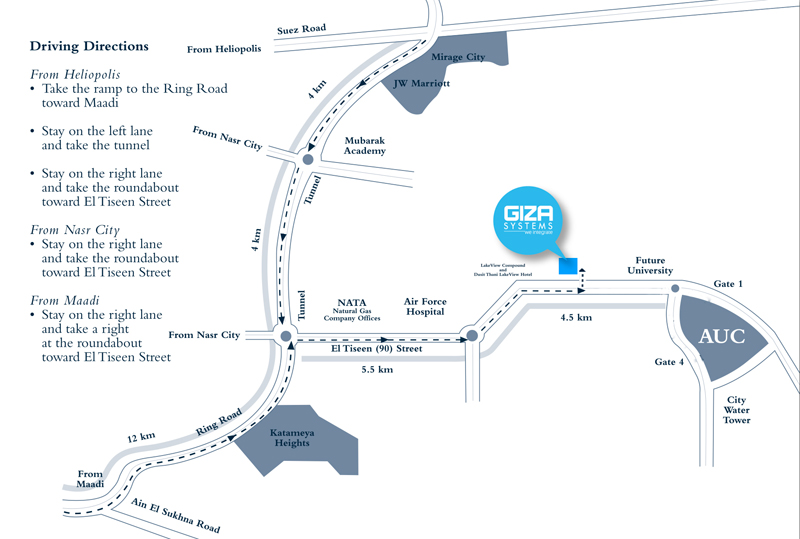 Driving Directions
From Heliopolis
• Take the ramp to the Ring Road
toward Maadi
• Stay on the left lane
and take the tunnel
• Stay on the right lane
and take the roundabout
toward El Tiseen Street
From Nasr City
• Stay on the right lane
and take the roundabout
toward El Tiseen Street
From Maadi
• Stay on the right lane
and take a right
at the roundabout
toward El Tiseen Street
Suez Road
From Heliopolis
Mirage City
JW Marriott
4 km
From Nasr City
Mubarak
Academy
Tunnel
4 km
GIZA
SYSTEMS
we integrate
LakeView Compound
and
Dusit Thani LakeView Hotel
Future
University
Gate 1
Tunnel
NATA
Natural Gas
Company Offices
Air Force
Hospital
4.5 km
From Nasr City
El Tiseen (90) Street
5.5 km
AUC
Gate 4
City
Water
Tower
Ring Road
12 km
Katameya
Heights
From
Maadi
Ain El Sukhna Road